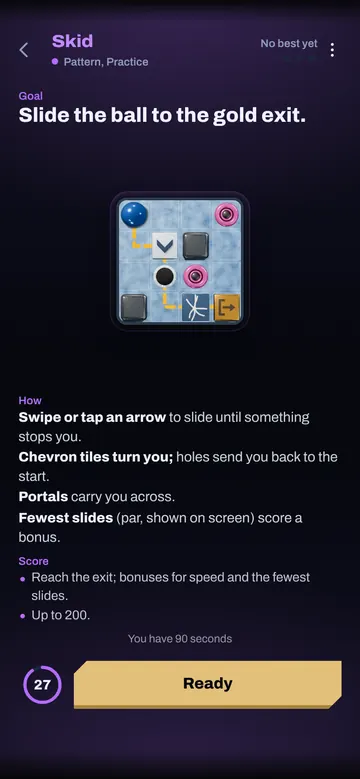 Skid
No best yet
Pattern, Practice
Goal
Slide the ball to the gold exit.
How
Swipe or tap an arrow to slide until something
stops you.
Chevron tiles turn you; holes send you back to the
start.
Portals carry you across.
Fewest slides (par, shown on screen) score a
bonus.
Score
Reach the exit; bonuses for speed and the fewest
slides.
Up to 200.
You have 90 seconds
27
Ready